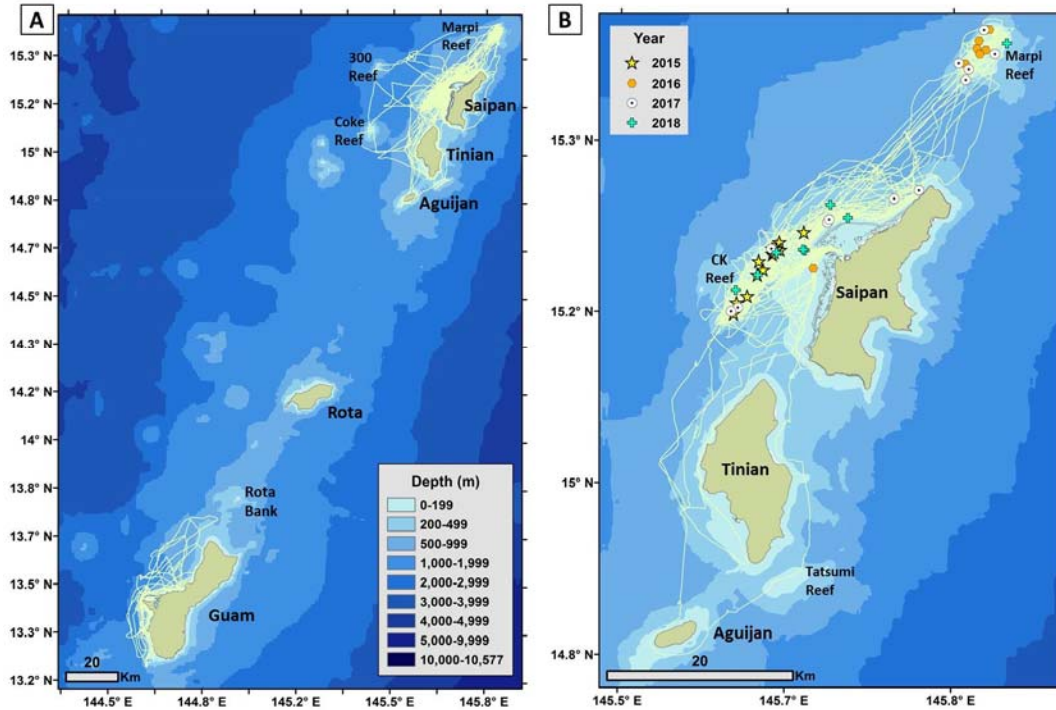 A
15.3° N
15.2° N
15° N
14.8° N
14.7° N
14.5° N
14.3° N
14.2° N
14° N
13.8° N
13.7° N
13.5° N
13.3° N
13.2° N
Marpi
Reef
300
Reef
Saipan
Coke
Reef
Tinian
Aguijan
Rota
Rota
Bank
Guam
Depth (m)
0-199
200-499
500-999
1,000-1,999
2,000-2,999
3,000-3,999
4,000-4,999
5,000-9,999
10,000-10,577
20
Km
144.5° E
144.8° E
145.2° E
145.5° E
145.8° E
B
Year
2015
2016
2017
2018
Marpi
Reef
15.3° N
15.2° N
15° N
14.8° N
CK
Reef
Saipan
Tinian
Tatsumi
Reef
Aguijan
20
Km
145.5° E
145.7° E
145.8° E